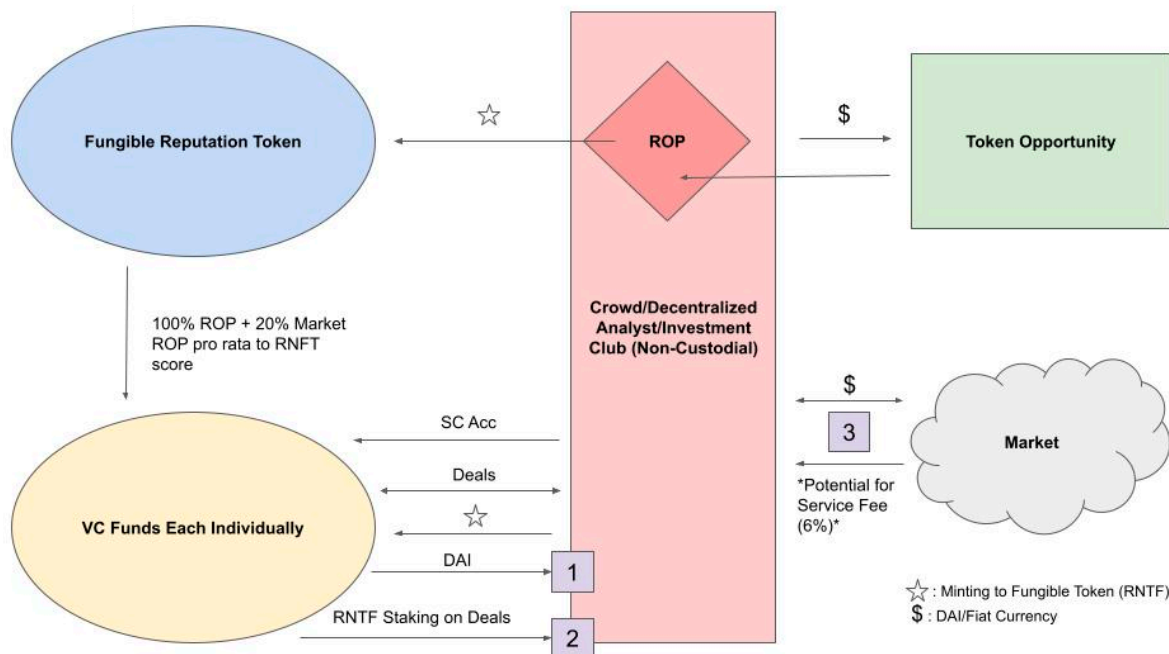 Fungible Reputation Token
ROP
$
Token Opportunity
100% ROP + 20% Market
ROP pro rata to RNFT
score
Crowd/Decentralized
Analyst/Investment
Club (Non-Custodial)
SC Acc
Deals
VC Funds Each Individually
DAI
1
RNTF Staking on Deals
2
$
3
Market
*Potential for
Service Fee
(6%)*
☆ : Minting to Fungible Token (RNTF)
$ : DAI/Fiat Currency